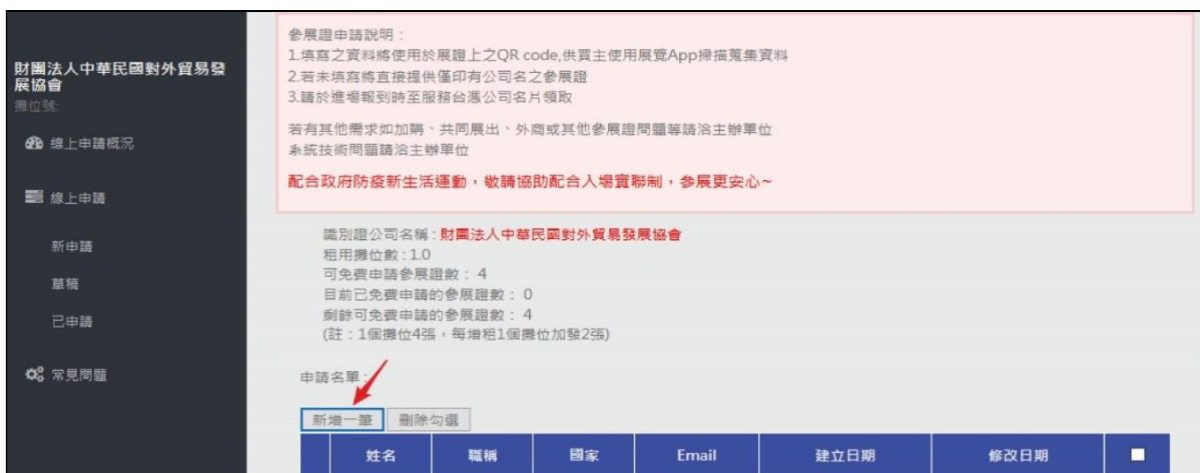 財團法人中華民國對外貿易發
展協會
攤位號:
線上申請概況
線上申請
新申請
草稿
已申請
常見問題
參展證申請說明：
1.填寫之資料將使用於展證上之QR code,供買主使用展覽App掃描蒐集資料
2.若未填寫將直接提供僅印有公司名之參展證
3.請於進場報到時至服務台憑公司名片領取
若有其他需求如加購、共同展出、外商或其他參展證問題等請洽主辦單位
系統技術問題請洽主辦單位
配合政府防疫新生活運動，敬請協助配合入場實聯制，參展更安心~
識別證公司名稱：財團法人中華民國對外貿易發展協會
租用攤位數：1.0
可免費申請參展證數： 4
目前已免費申請的參展證數： 0
剩餘可免費申請的參展證數： 4
(註：1個攤位4張，每增租1個攤位加發2張)
申請名單：
新增一筆 刪除勾選
姓名 職稱 國家 Email 建立日期 修改日期